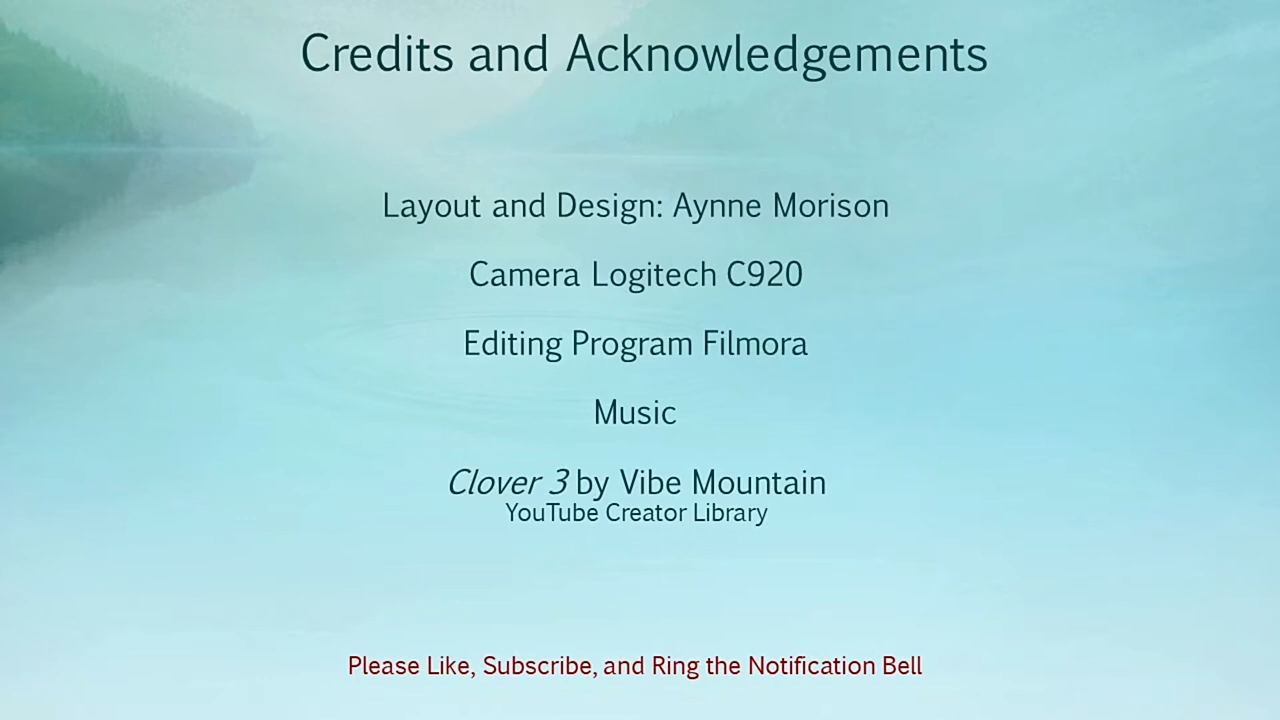 Credits and Acknowledgements
Layout and Design: Aynne Morison
Camera Logitech C920
Editing Program Filmora
Music
Clover 3 by Vibe Mountain
YouTube Creator Library
Please Like, Subscribe, and Ring the Notification Bell